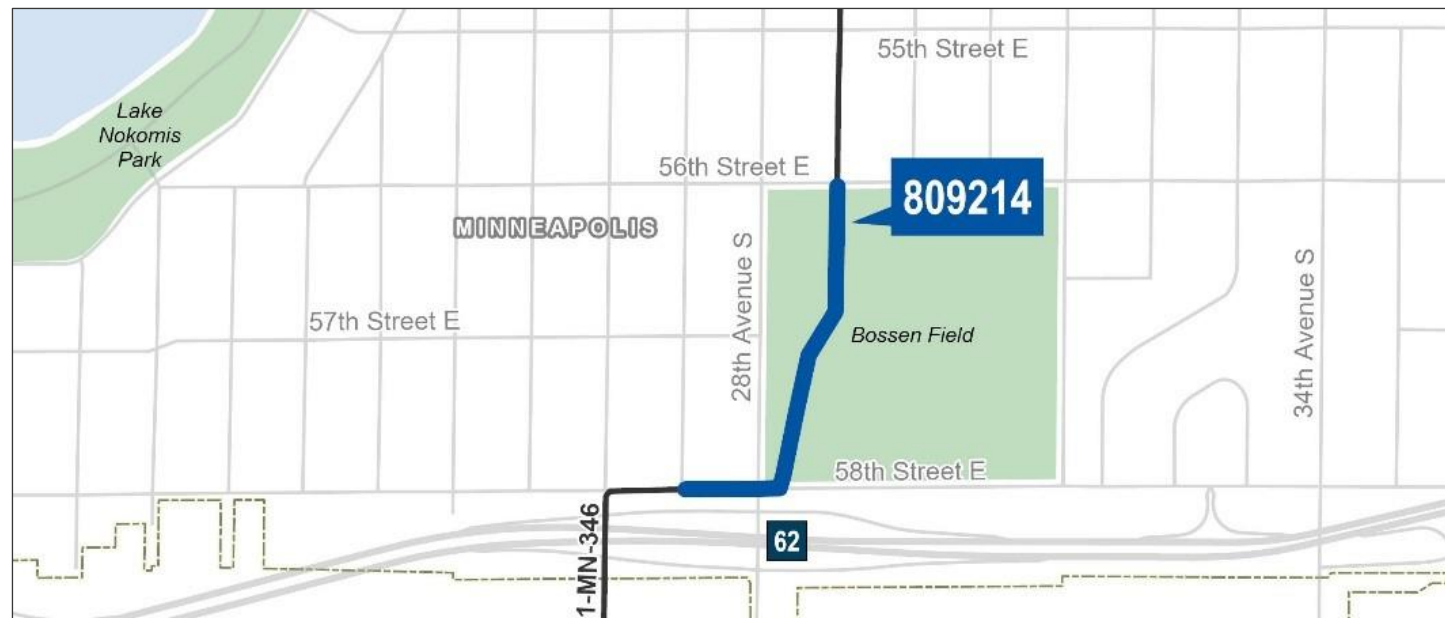 55th Street E
Lake
Nokomis
Park
56th Street E
809214
MINNEAPOLIS
28th Avenue S
34th Avenue S
57th Street E
Bossen Field
58th Street E
62
1-MN-346